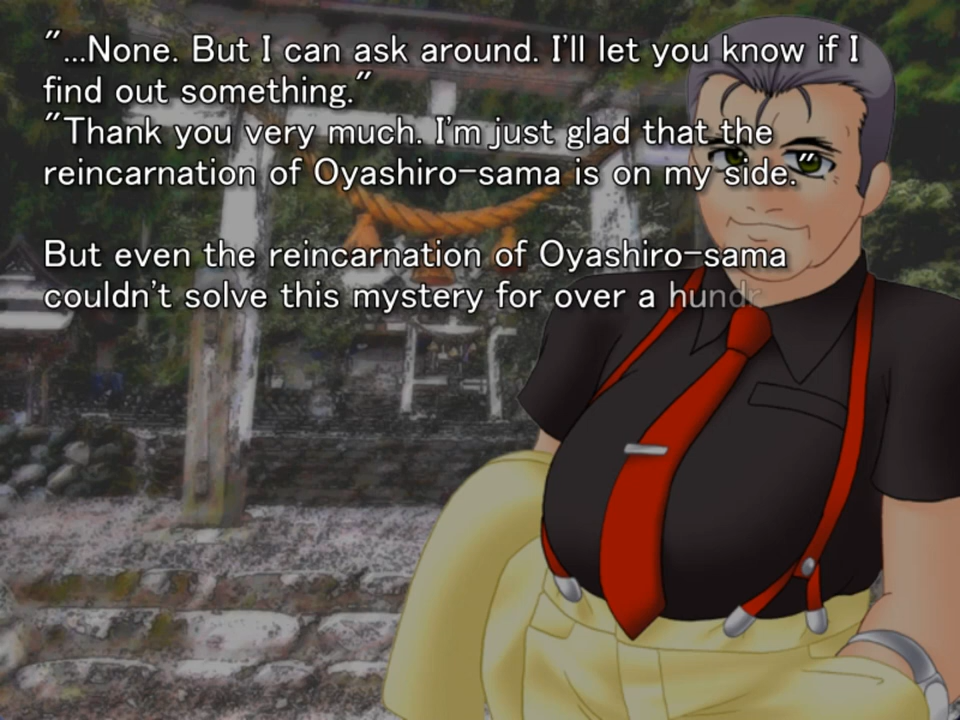 "...None. But I can ask around. I'll let you know if I
find out something."
"Thank you very much. I'm just glad that the
reincarnation of Oyashiro-sama is on my side."
But even the reincarnation of Oyashiro-sama
couldn't solve this mystery for over a hundr